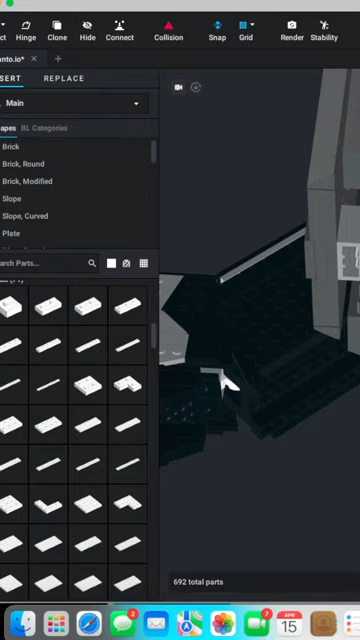 ct Hinge Clone Hide Connect Collision Snap Grid Render Stability
anto.io*
SERT REPLACE
Main
apes BL Categories
Brick
Brick, Round
Brick, Modified
Slope
Slope, Curved
Plate
arch Parts...
692 total parts
2
7
APR
15